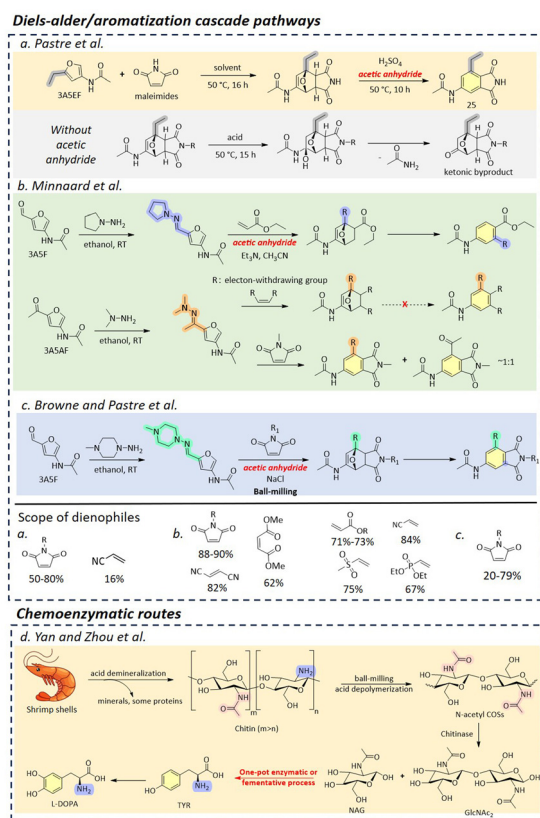 Diels-alder/aromatization cascade pathways
a. Pastre et al.
3A5EF
+
maleimides
solvent
50 °C, 16 h
H₂SO₄
acetic anhydride
50 °C, 10 h
25
Without
acetic
anhydride
acid
50 °C, 15 h
ketonic byproduct
b. Minnaard et al.
3A5F
ethanol, RT
acetic anhydride
Et₃N, CH₃CN
R : electon-withdrawing group
3A5AF
ethanol, RT
X
+
~1:1
c. Browne and Pastre et al.
3A5F
ethanol, RT
acetic anhydride
NaCl
Ball-milling
Scope of dienophiles
a.
50-80%
16%
b.
88-90%
82%
62%
71%-73%
84%
75%
67%
c.
20-79%
Chemoenzymatic routes
d. Yan and Zhou et al.
Shrimp shells
acid demineralization
minerals, some proteins
Chitin (m>n)
ball-milling
acid depolymerization
N-acetyl COSs
Chitinase
L-DOPA
TYR
One-pot enzymatic or
fementative process
NAG
+
GlcNAc₂